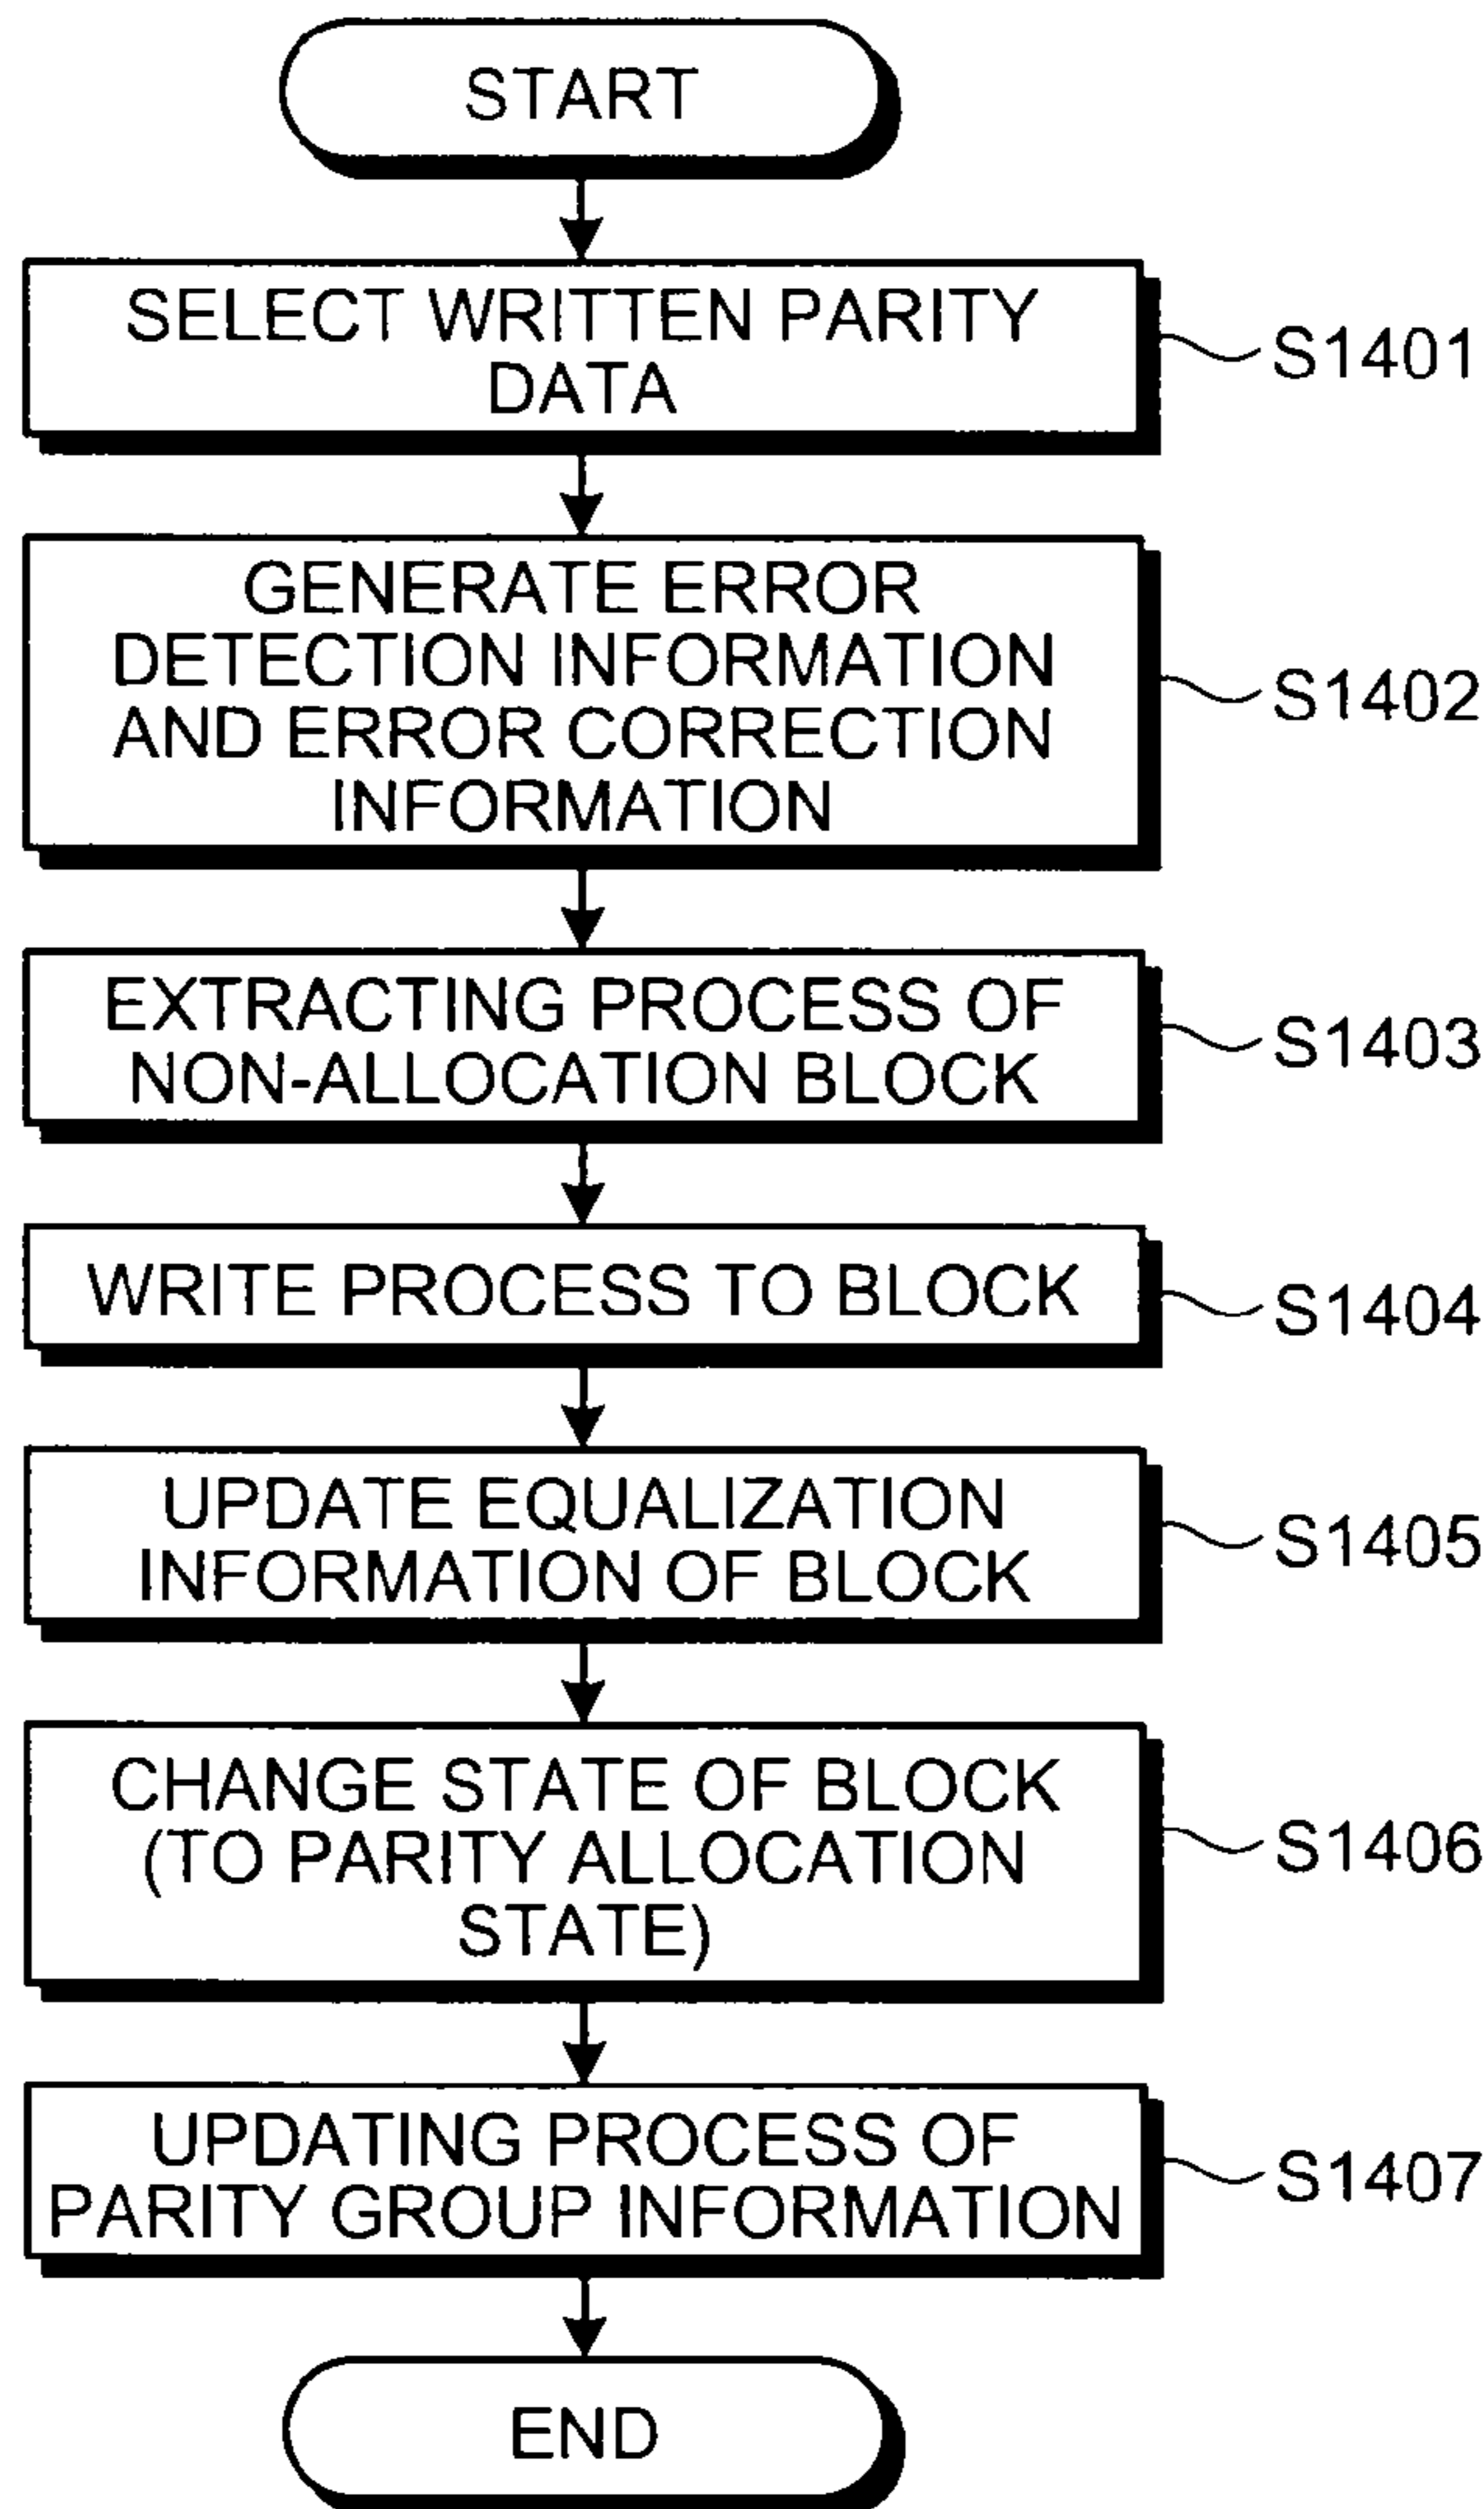 START
SELECT WRITTEN PARITY
DATA
S1401
GENERATE ERROR
DETECTION INFORMATION
AND ERROR CORRECTION
INFORMATION
S1402
EXTRACTING PROCESS OF
NON-ALLOCATION BLOCK
S1403
WRITE PROCESS TO BLOCK
S1404
UPDATE EQUALIZATION
INFORMATION OF BLOCK
S1405
CHANGE STATE OF BLOCK
(TO PARITY ALLOCATION
STATE)
S1406
UPDATING PROCESS OF
PARITY GROUP INFORMATION
S1407
END